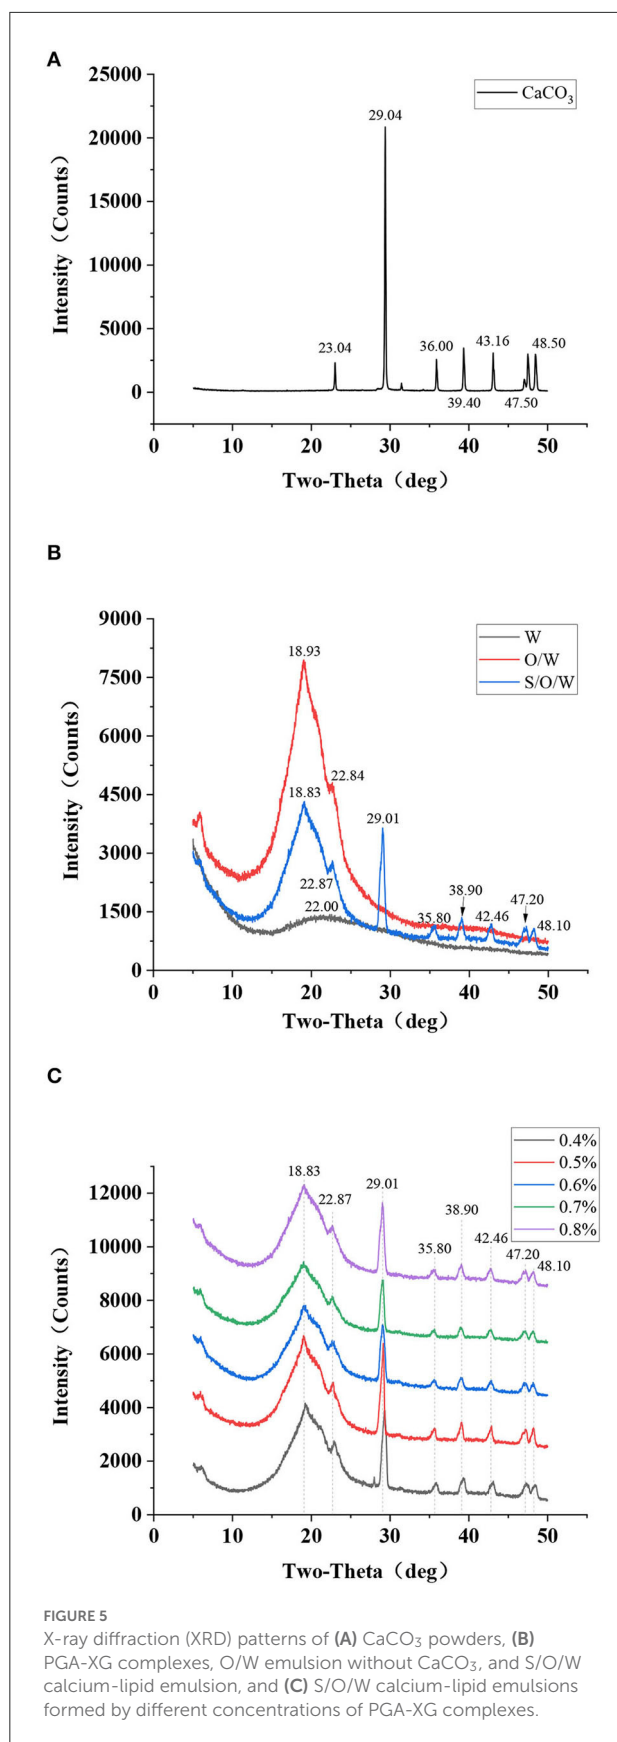 A
25000
20000
15000
10000
5000
0
Intensity（Counts）
CaCO₃
29.04
23.04
36.00
39.40
43.16
47.50
48.50
0 10 20 30 40 50
Two-Theta（deg）
B
9000
7500
6000
4500
3000
1500
0
Intensity（Counts）
W
O/W
S/O/W
18.93
22.84
18.83
29.01
22.87
22.00
35.80
38.90
42.46
47.20
48.10
0 10 20 30 40 50
Two-Theta（deg）
C
12000
10000
8000
6000
4000
2000
0
Intensity（Counts）
0.4%
0.5%
0.6%
0.7%
0.8%
18.83
22.87
29.01
35.80
38.90
42.46
47.20
48.10
0 10 20 30 40 50
Two-Theta（deg）
FIGURE 5
X-ray diffraction (XRD) patterns of (A) CaCO₃ powders, (B)
PGA-XG complexes, O/W emulsion without CaCO₃, and S/O/W
calcium-lipid emulsion, and (C) S/O/W calcium-lipid emulsions
formed by different concentrations of PGA-XG complexes.